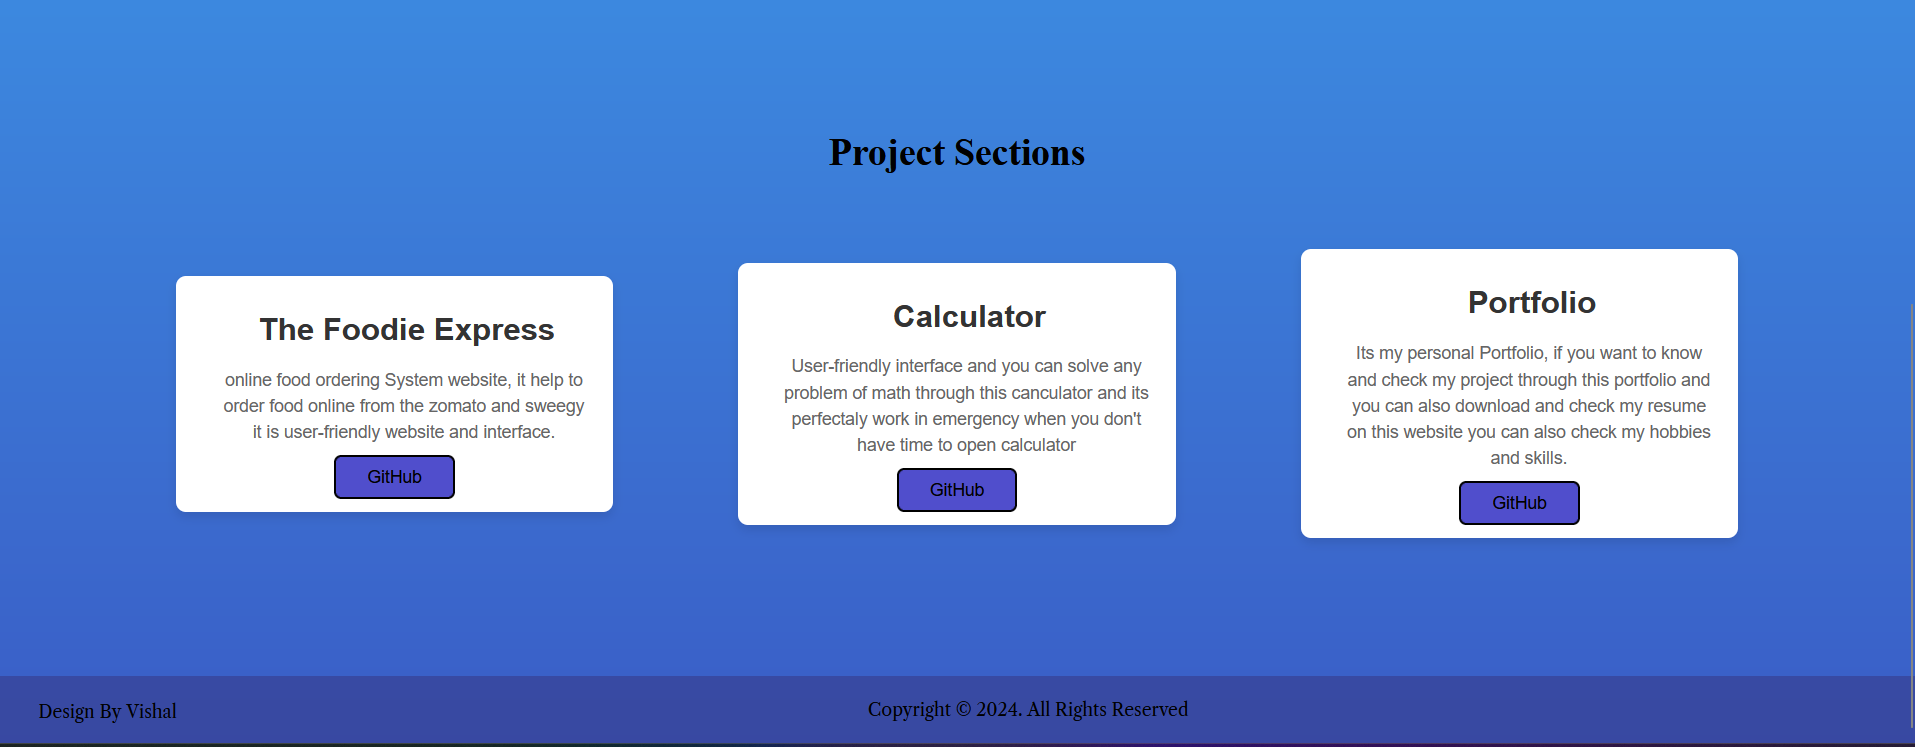 Project Sections
The Foodie Express
online food ordering System website, it help to
order food online from the zomato and sweegy
it is user-friendly website and interface.
GitHub
Calculator
User-friendly interface and you can solve any
problem of math through this canculator and its
perfectaly work in emergency when you don't
have time to open calculator
GitHub
Portfolio
Its my personal Portfolio, if you want to know
and check my project through this portfolio and
you can also download and check my resume
on this website you can also check my hobbies
and skills.
GitHub
Design By Vishal
Copyright © 2024. All Rights Reserved